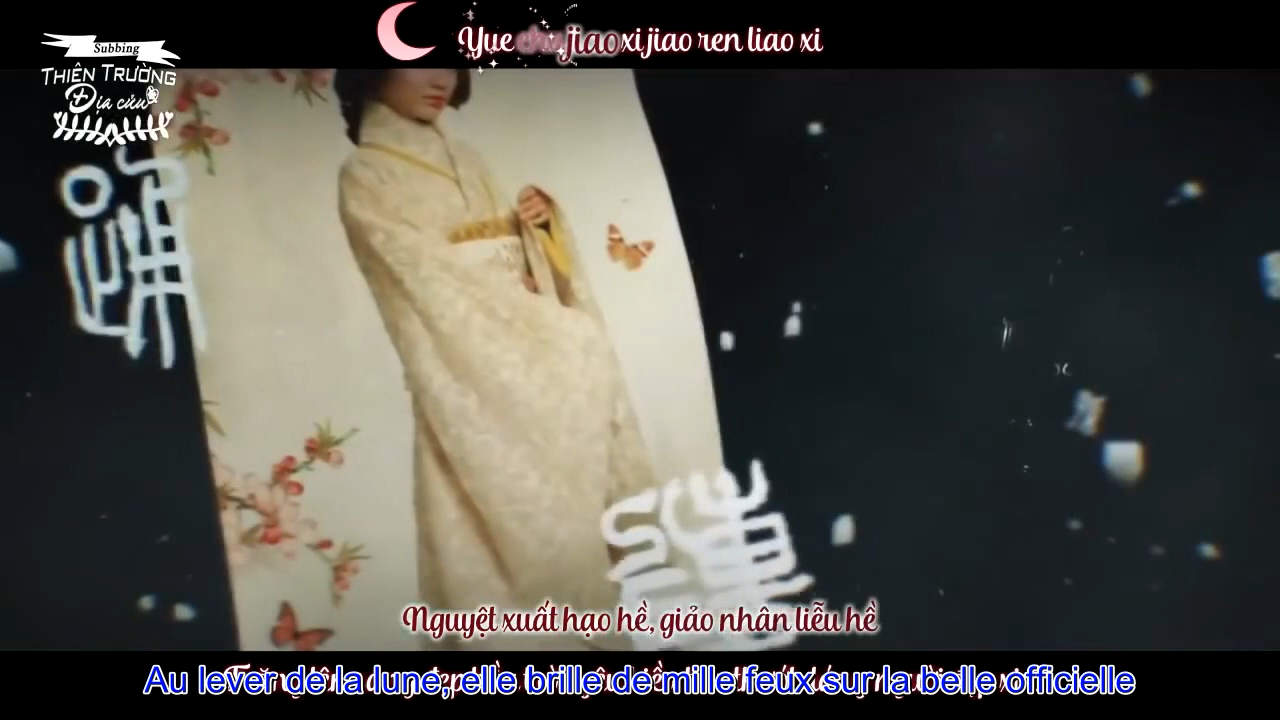 Subbing
THIÊN TRƯỜNG
Địa cửu
Yue chu jiao xi jiao ren liao xi
Nguyệt xuất hạo hề, giảo nhân liễu hề
Au lever de la lune, elle brille de mille feux sur la belle officielle